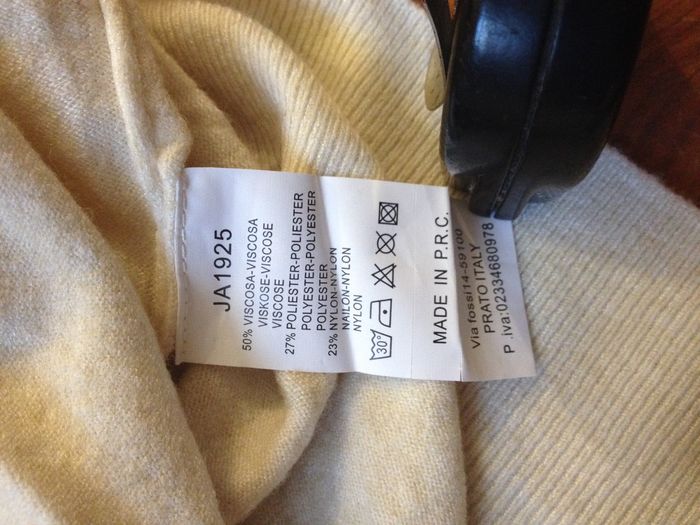 JA1925
50% VISCOSA-VISCOSA
VISKOSE-VISCOSE
VISCOSE
27% POLIESTER-POLIESTER
POLYESTER-POLYESTER
POLYESTER
23% NYLON-NYLON
NAILON-NYLON
NYLON
30°
MADE IN P.R.C.
Via fossi14-59100
PRATO ITALY
P .iva:02334680978